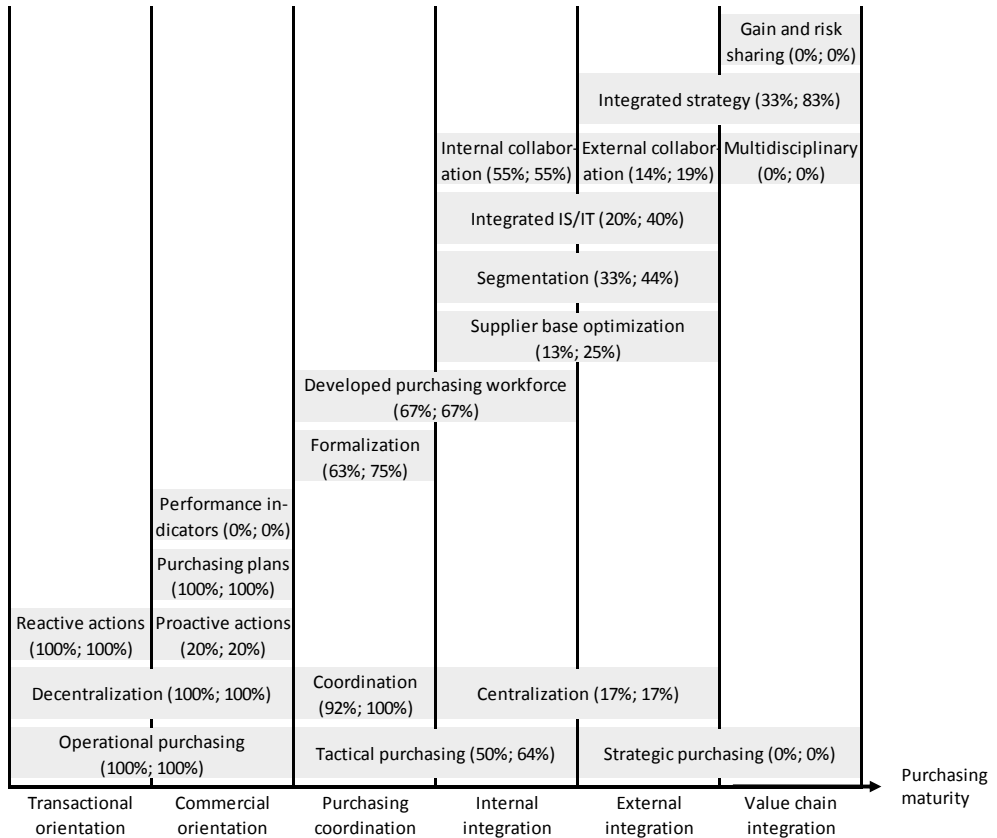 Gain and risk
sharing (0%; 0%)
Integrated strategy (33%; 83%)
Internal collabor-
ation (55%; 55%)
External collabor-
ation (14%; 19%)
Multidisciplinary
(0%; 0%)
Integrated IS/IT (20%; 40%)
Segmentation (33%; 44%)
Supplier base optimization
(13%; 25%)
Developed purchasing workforce
(67%; 67%)
Formalization
(63%; 75%)
Performance in-
dicators (0%; 0%)
Purchasing plans
(100%; 100%)
Reactive actions
(100%; 100%)
Proactive actions
(20%; 20%)
Decentralization (100%; 100%)
Coordination
(92%; 100%)
Centralization (17%; 17%)
Operational purchasing
(100%; 100%)
Tactical purchasing (50%; 64%)
Strategic purchasing (0%; 0%)
Purchasing
maturity
Transactional
orientation
Commercial
orientation
Purchasing
coordination
Internal
integration
External
integration
Value chain
integration